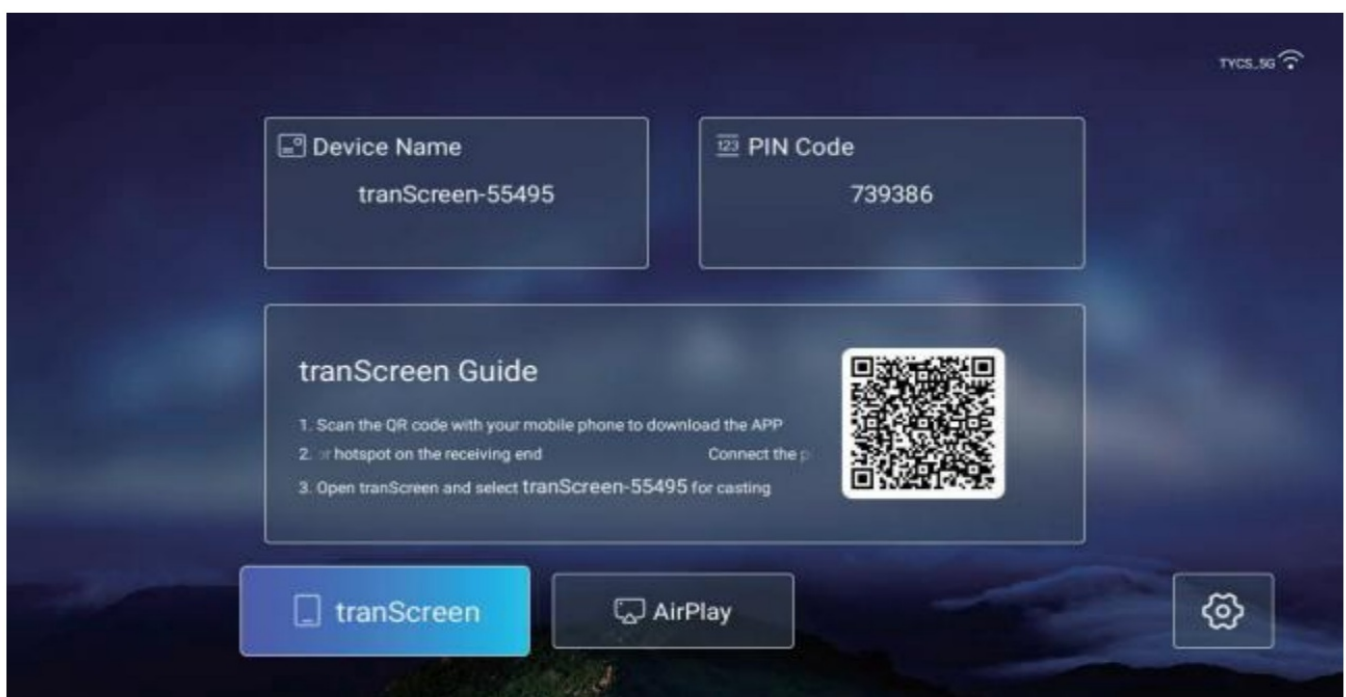 TYCS_5G
Device Name
tranScreen-55495
123 PIN Code
739386
tranScreen Guide
1. Scan the QR code with your mobile phone to download the APP
2. or hotspot on the receiving end Connect the p
3. Open tranScreen and select tranScreen-55495 for casting
tranScreen
AirPlay